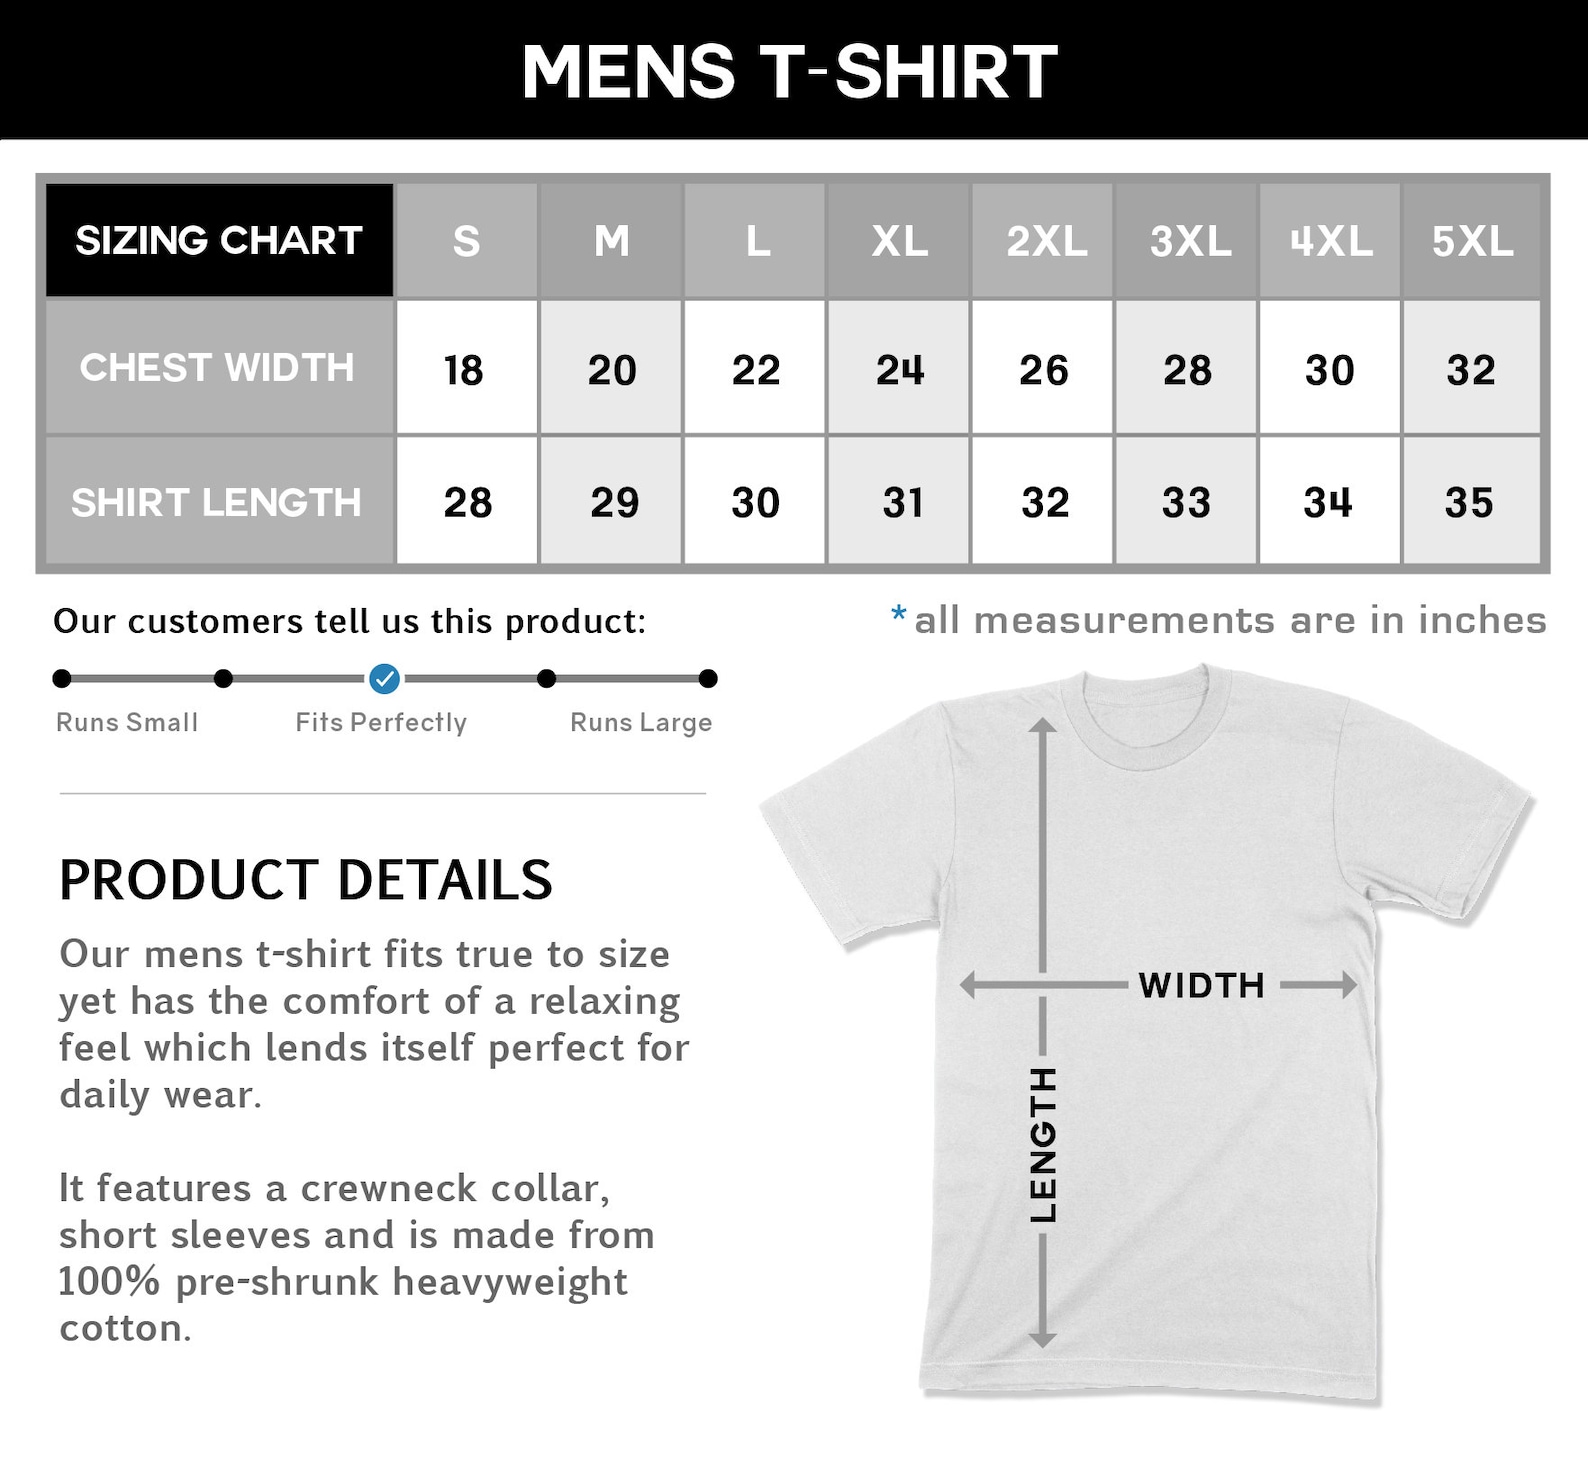 MENS T-SHIRT
SIZING CHART S M L XL 2XL 3XL 4XL 5XL
CHEST WIDTH 18 20 22 24 26 28 30 32
SHIRT LENGTH 28 29 30 31 32 33 34 35
Our customers tell us this product:
*all measurements are in inches
Runs Small Fits Perfectly Runs Large
PRODUCT DETAILS
Our mens t-shirt fits true to size
yet has the comfort of a relaxing
feel which lends itself perfect for
daily wear.
It features a crewneck collar,
short sleeves and is made from
100% pre-shrunk heavyweight
cotton.
WIDTH
LENGTH